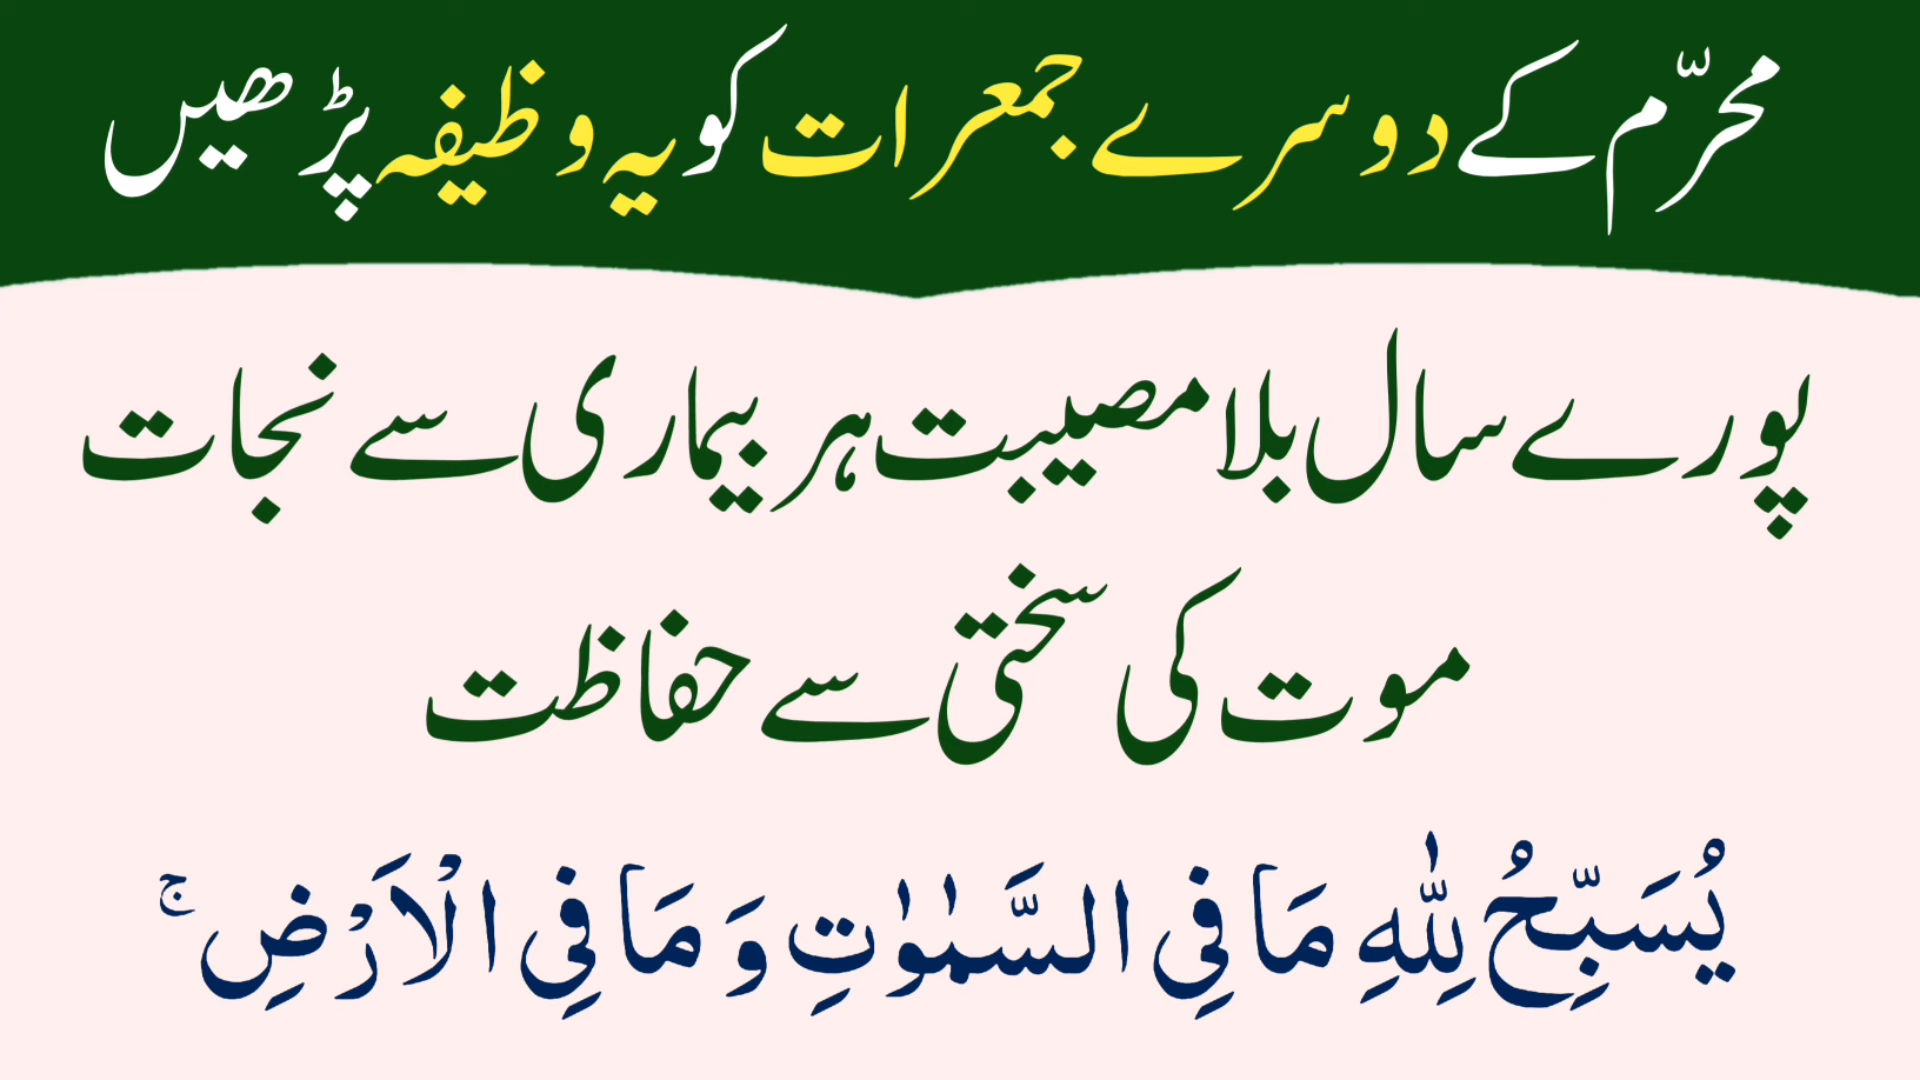 محرّم کے دوسرے جمعرات کو یہ وظیفہ پڑھیں
پورے سال بلا مصیبت ہر بیماری سے نجات
موت کی سختی سے حفاظت
یُسَبِّحُ لِلّٰہِ مَا فِی السَّمٰوٰتِ وَ مَا فِی الْاَرْضِ ۚ